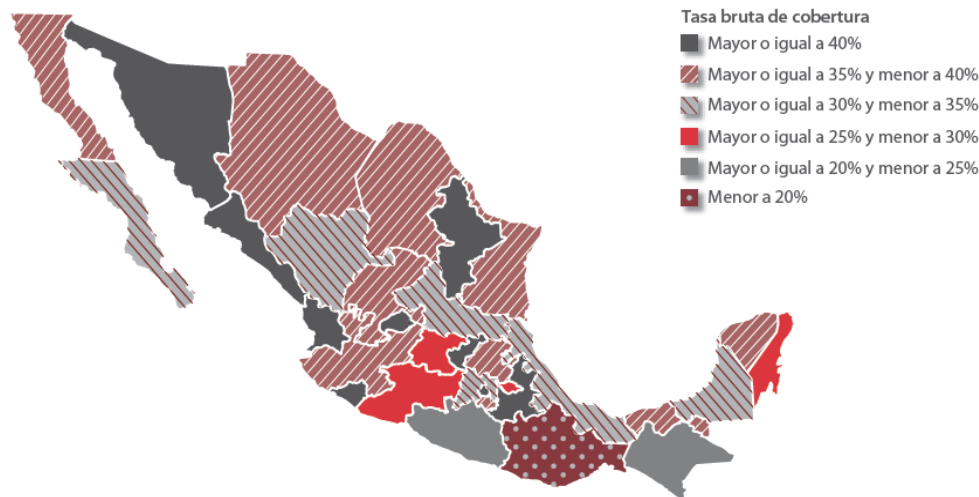 Tasa bruta de cobertura
Mayor o igual a 40%
Mayor o igual a 35% y menor a 40%
Mayor o igual a 30% y menor a 35%
Mayor o igual a 25% y menor a 30%
Mayor o igual a 20% y menor a 25%
Menor a 20%